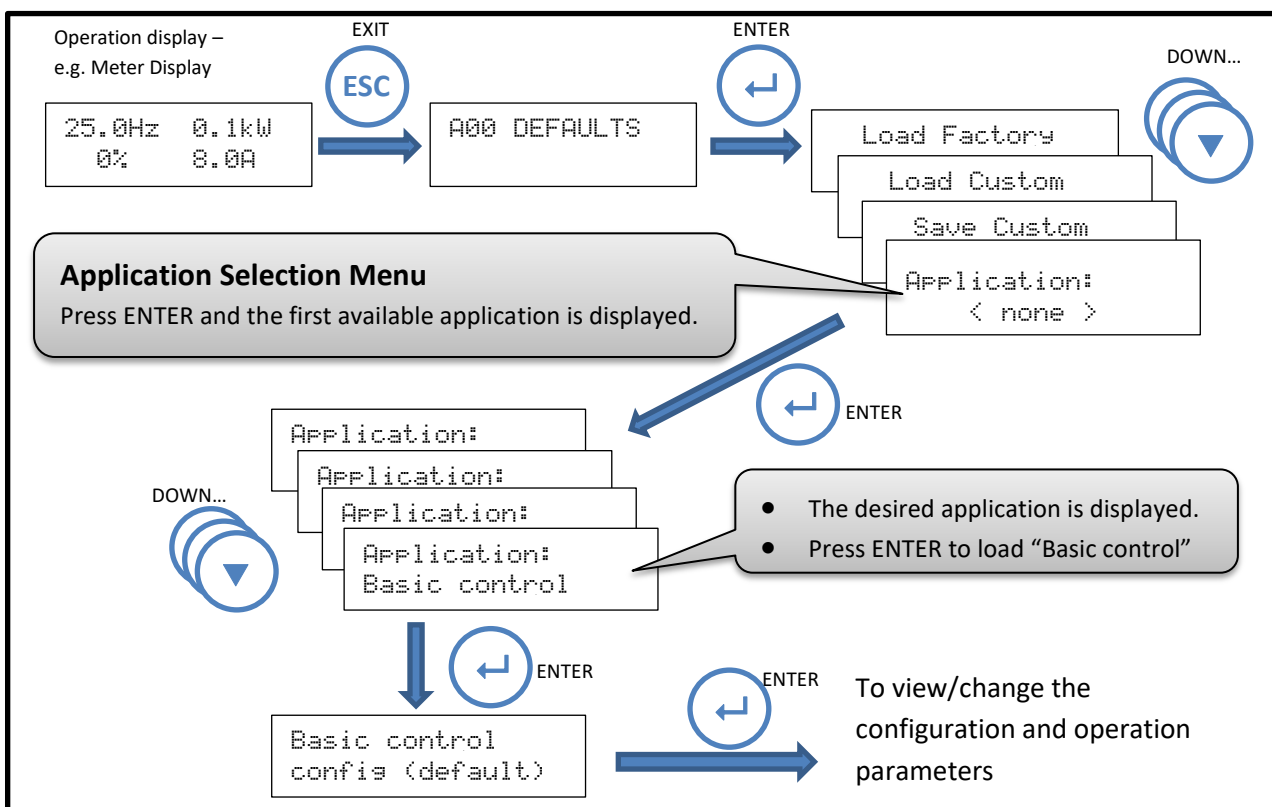 Operation display –
e.g. Meter Display
EXIT
ESC
ENTER
DOWN...
25.0Hz 0.1kW
0% 8.0A
A00 DEFAULTS
Load Factory
Load Custom
Save Custom
Application:
< none >
Application Selection Menu
Press ENTER and the first available application is displayed.
ENTER
Application:
Application:
Application:
Application:
Basic control
DOWN...
• The desired application is displayed.
• Press ENTER to load “Basic control”
ENTER
Basic control
config (default)
ENTER
To view/change the
configuration and operation
parameters